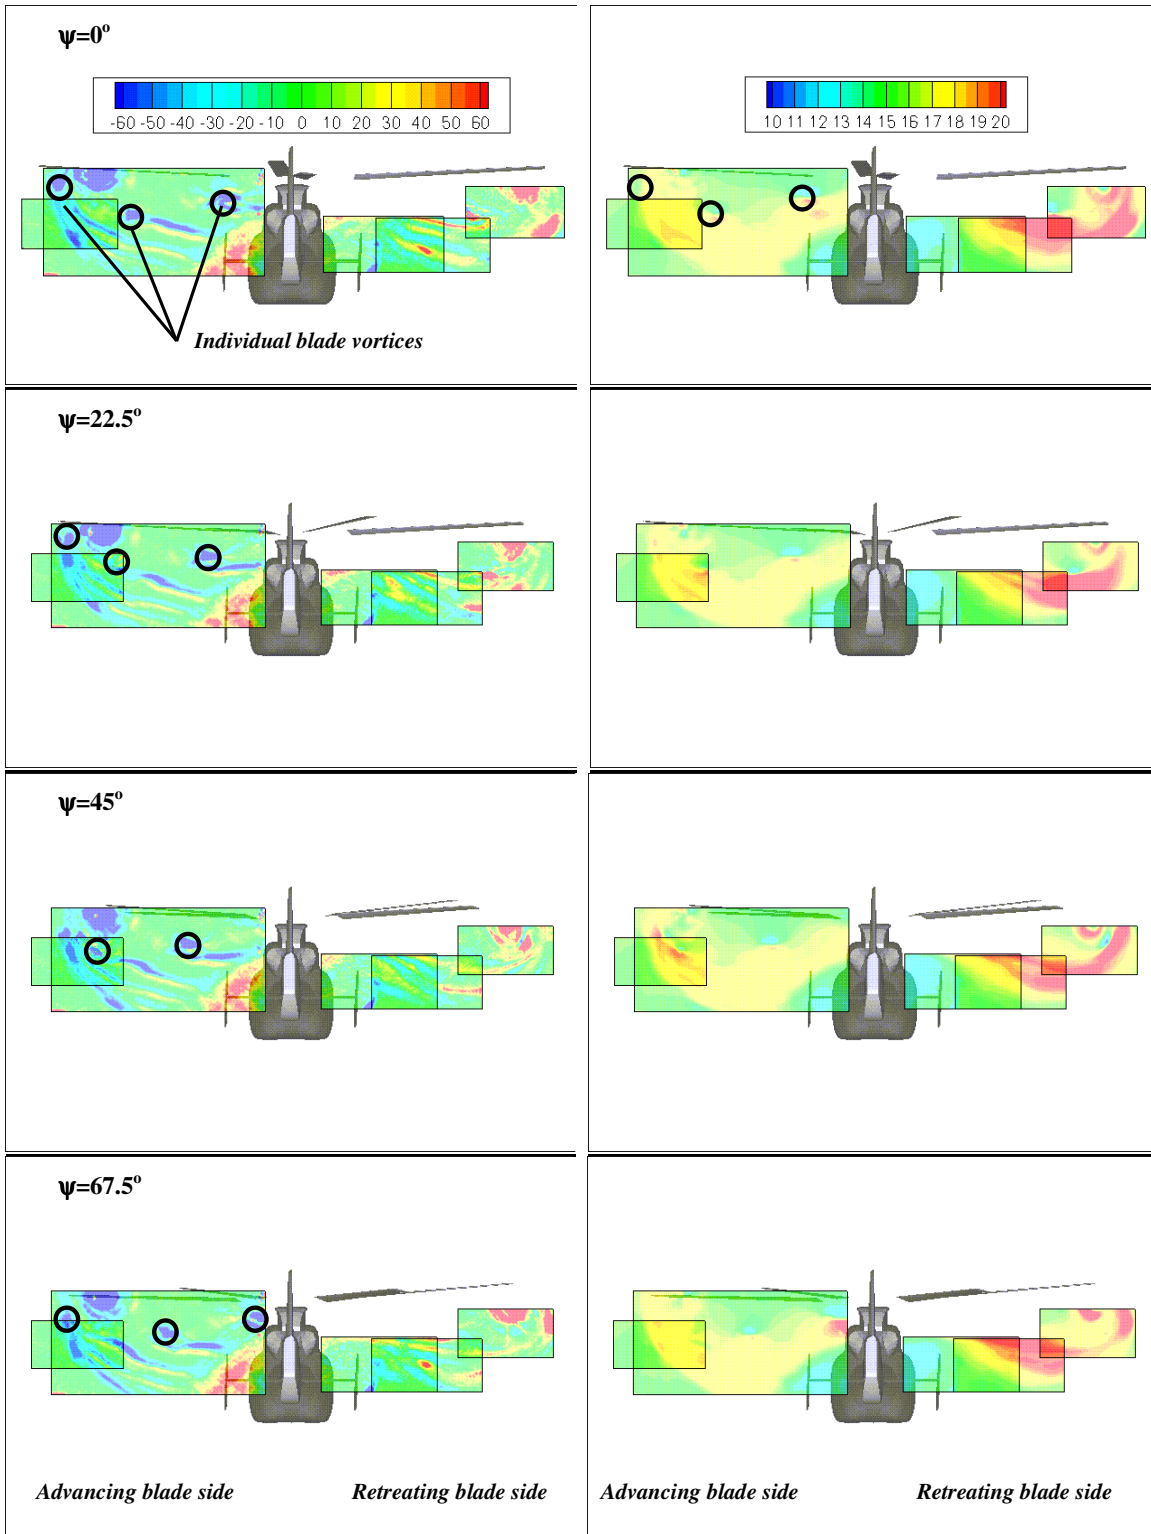 ψ=0°
-60 -50 -40 -30 -20 -10 0 10 20 30 40 50 60
10 11 12 13 14 15 16 17 18 19 20
Individual blade vortices
ψ=22.5°
ψ=45°
ψ=67.5°
Advancing blade side Retreating blade side
Advancing blade side Retreating blade side